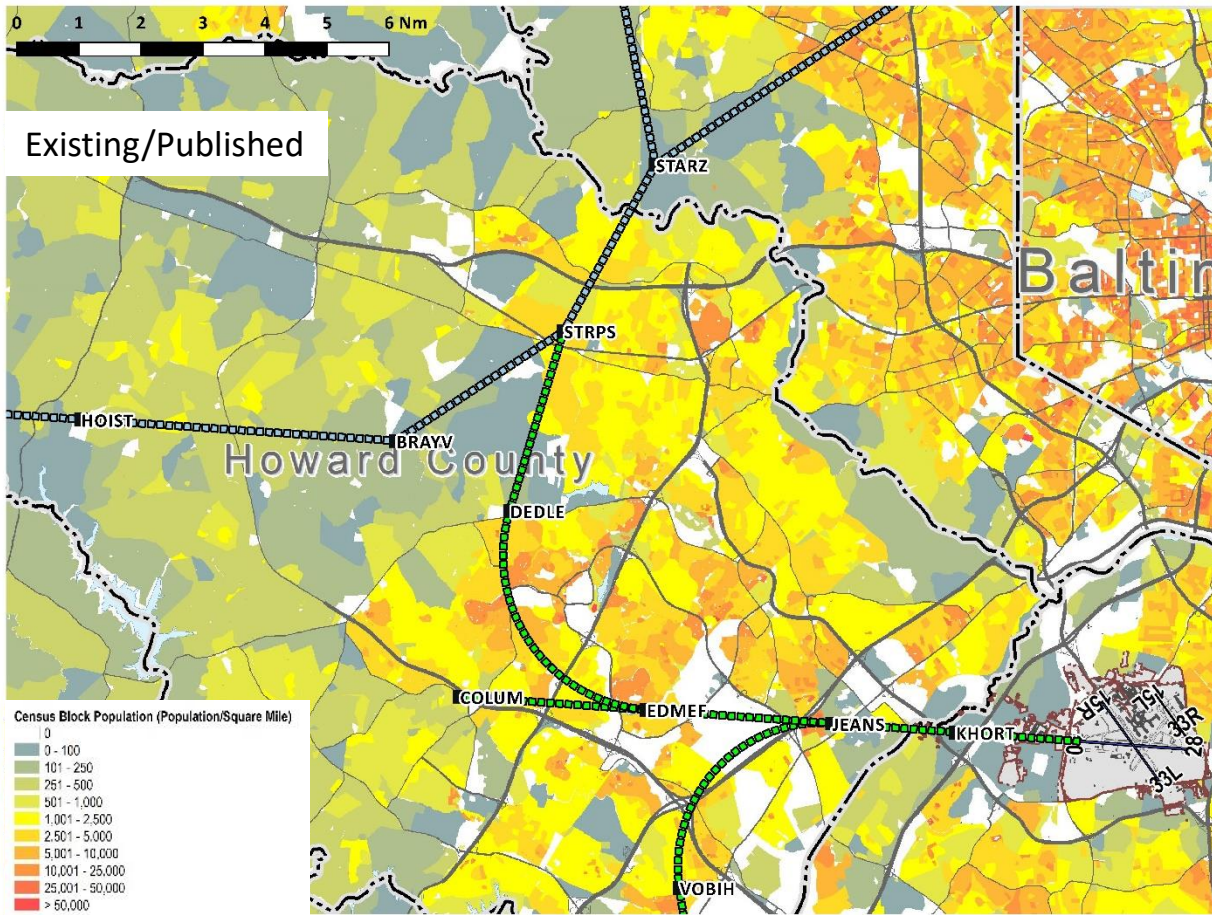 0 1 2 3 4 5 6 Nm
Existing/Published
STARZ
Baltin
STRPS
HOIST
BRAYV
Howard County
DEDLE
COLUM
EDMEF
JEANS
KHORT
15R
15L
33R
10
28
33L
VOBIH
Census Block Population (Population/Square Mile)
0
0 - 100
101 - 250
251 - 500
501 - 1,000
1,001 - 2,500
2,501 - 5,000
5,001 - 10,000
10,001 - 25,000
25,001 - 50,000
> 50,000